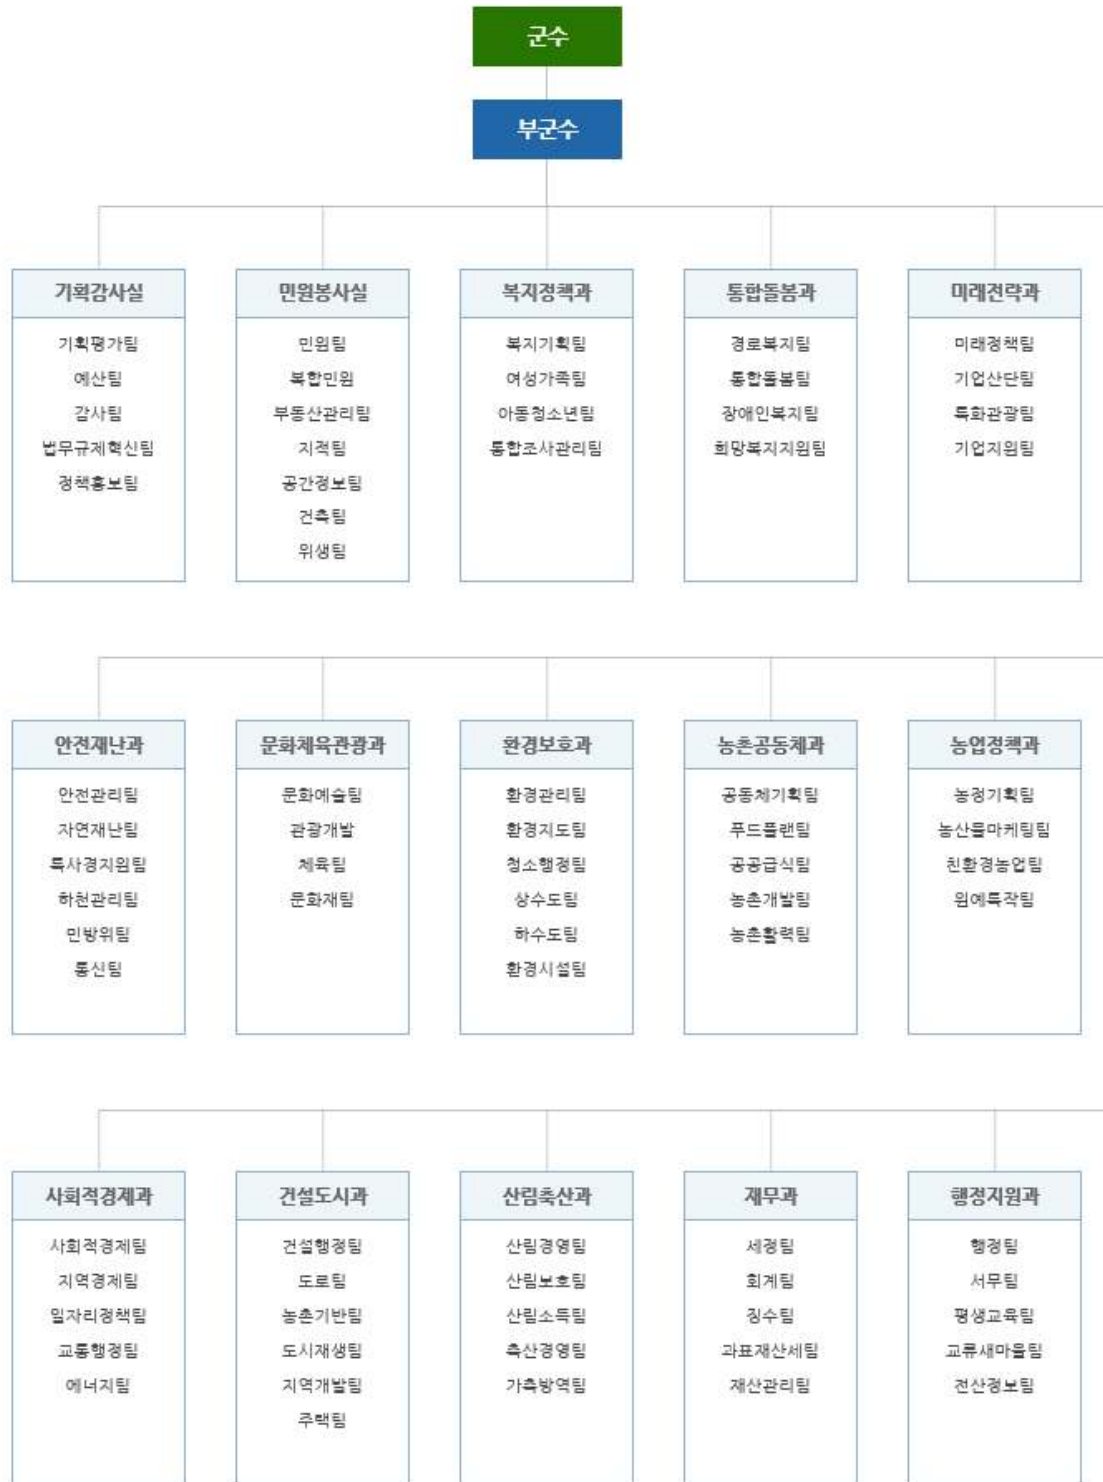 군수
부군수
기획감사실
기획평가팀
예산팀
감사팀
법무규제혁신팀
정책홍보팀
민원봉사실
민원팀
복합민원
부동산관리팀
지적팀
공간정보팀
건축팀
위생팀
복지정책과
복지기획팀
여성가족팀
아동청소년팀
통합조사관리팀
통합돌봄과
경로복지팀
통합돌봄팀
장애인복지팀
희망복지지원팀
미래전략과
미래정책팀
기업산단팀
특화관광팀
기업지원팀
안전재난과
안전관리팀
자연재난팀
특사경지원팀
하천관리팀
민방위팀
통신팀
문화체육관광과
문화예술팀
관광개발
체육팀
문화재팀
환경보호과
환경관리팀
환경지도팀
청소행정팀
상수도팀
하수도팀
환경시설팀
농촌공동체과
공동체기획팀
푸드플랜팀
공공급식팀
농촌개발팀
농촌활력팀
농업정책과
농정기획팀
농산물마케팅팀
친환경농업팀
원예특작팀
사회적경제과
사회적경제팀
지역경제팀
일자리정책팀
교통행정팀
에너지팀
건설도시과
건설행정팀
도로팀
농촌기반팀
도시재생팀
지역개발팀
주택팀
산림축산과
산림경영팀
산림보호팀
산림소득팀
축산경영팀
가축방역팀
재무과
세정팀
회계팀
징수팀
과표재산세팀
재산관리팀
행정지원과
행정팀
서무팀
평생교육팀
교류새마을팀
전산정보팀